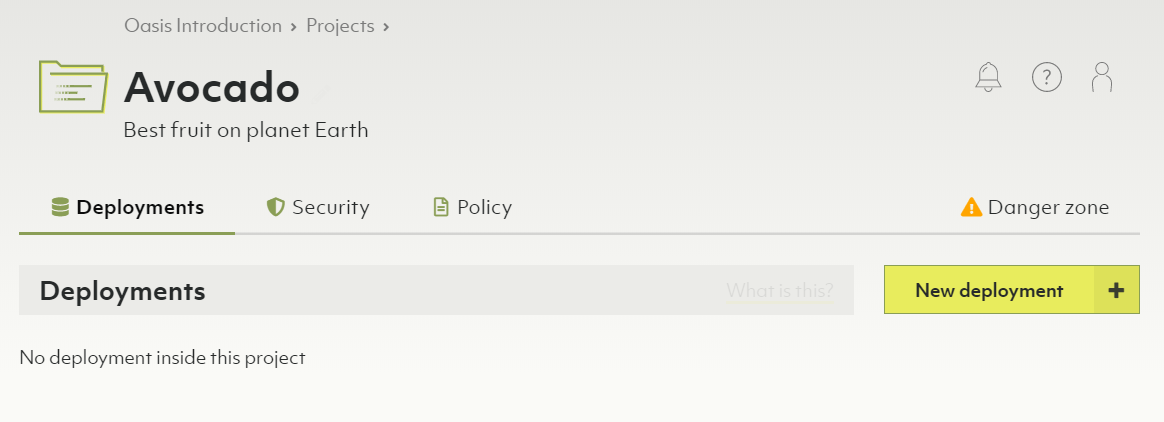 Oasis Introduction › Projects ›
Avocado
Best fruit on planet Earth
Deployments Security Policy Danger zone
Deployments What is this? New deployment +
No deployment inside this project